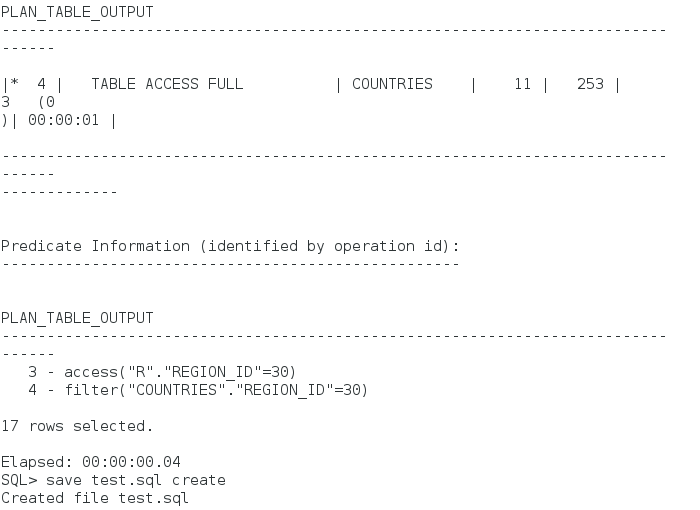 PLAN_TABLE_OUTPUT
--------------------------------------------------------------------------
------
|*  4 |   TABLE ACCESS FULL          | COUNTRIES    |    11 |   253 |
3   (0
)| 00:00:01 |
--------------------------------------------------------------------------
------
-------------
Predicate Information (identified by operation id):
---------------------------------------------------
PLAN_TABLE_OUTPUT
--------------------------------------------------------------------------
------
   3 - access("R"."REGION_ID"=30)
   4 - filter("COUNTRIES"."REGION_ID"=30)
17 rows selected.
Elapsed: 00:00:00.04
SQL> save test.sql create
Created file test.sql